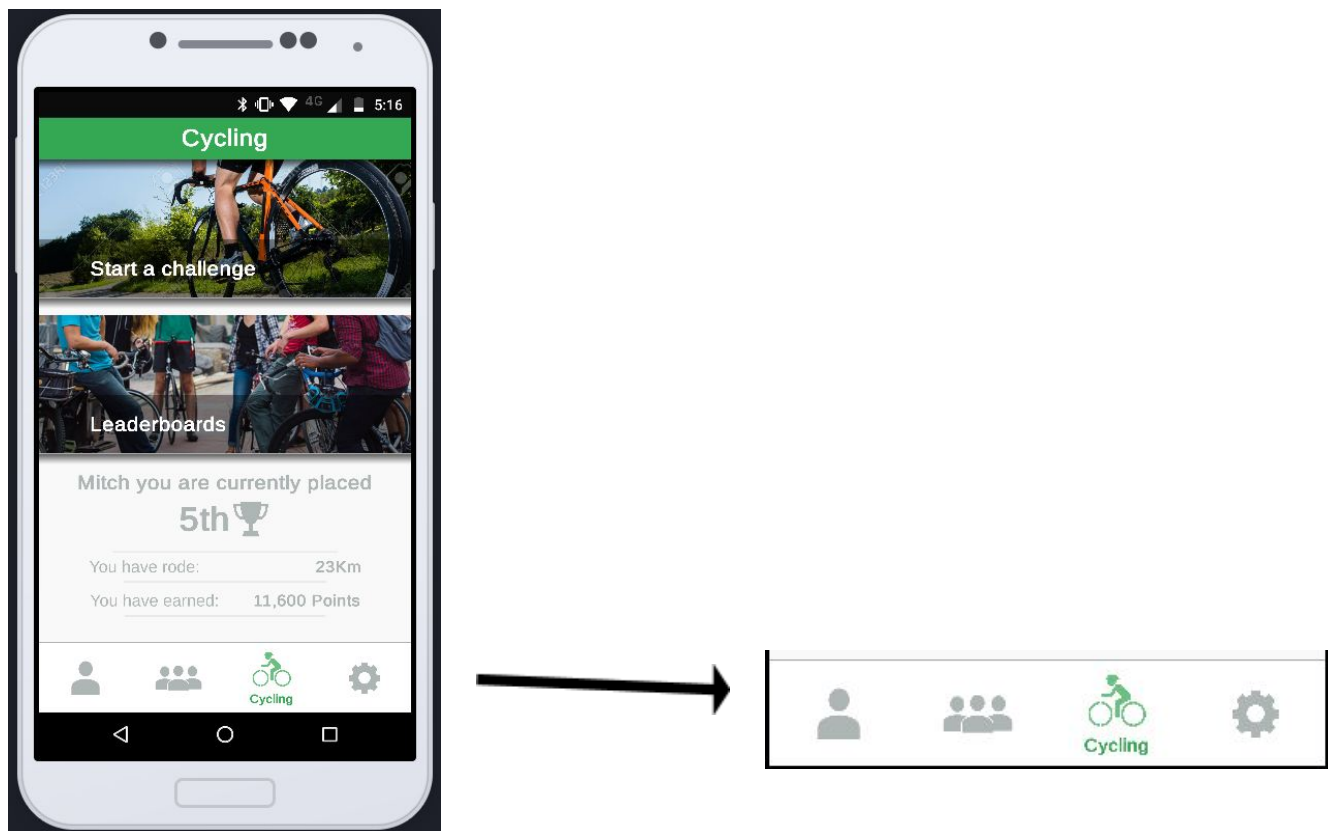 4G 5:16
Cycling
Start a challenge
Leaderboards
Mitch you are currently placed
5th
You have rode: 23Km
You have earned: 11,600 Points
Cycling
Cycling